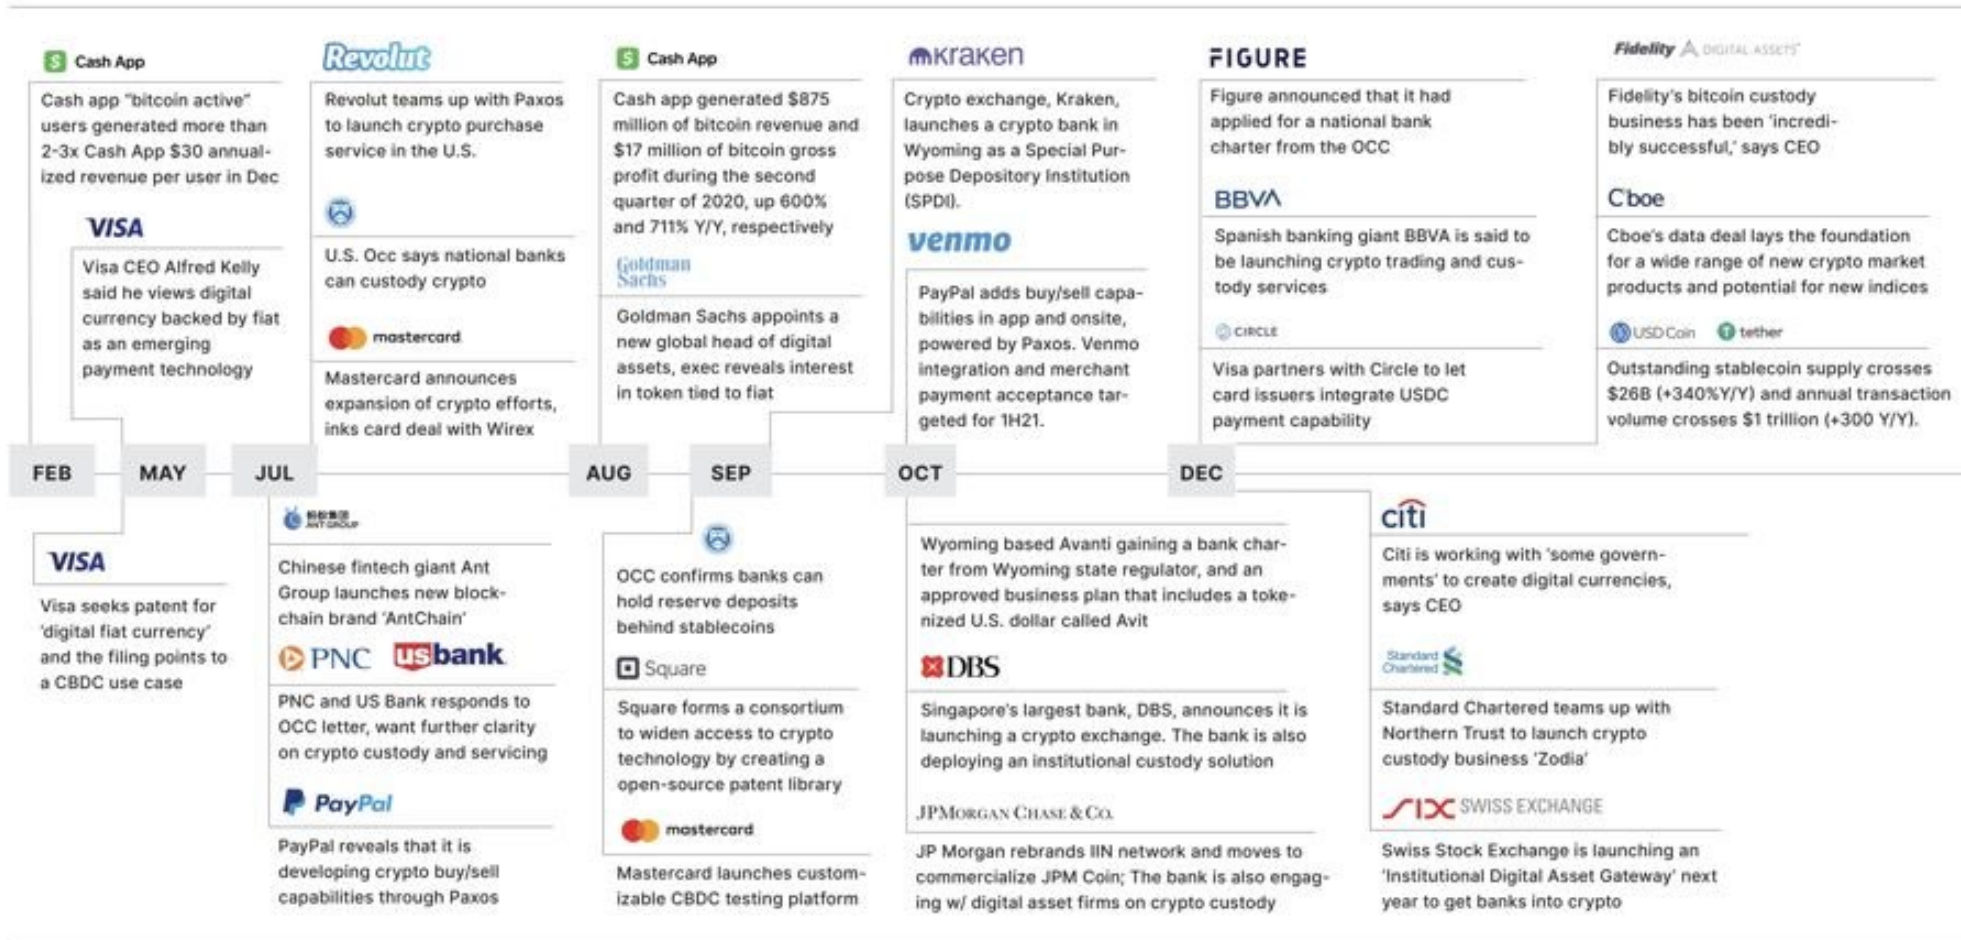 Cash App
Cash app "bitcoin active"
users generated more than
2-3x Cash App $30 annual-
ized revenue per user in Dec
VISA
Visa CEO Alfred Kelly
said he views digital
currency backed by fiat
as an emerging
payment technology
Revolut
Revolut teams up with Paxos
to launch crypto purchase
service in the U.S.
U.S. Occ says national banks
can custody crypto
mastercard
Mastercard announces
expansion of crypto efforts,
inks card deal with Wirex
Cash App
Cash app generated $875
million of bitcoin revenue and
$17 million of bitcoin gross
profit during the second
quarter of 2020, up 600%
and 711% Y/Y, respectively
Goldman
Sachs
Goldman Sachs appoints a
new global head of digital
assets, exec reveals interest
in token tied to fiat
kraken
Crypto exchange, Kraken,
launches a crypto bank in
Wyoming as a Special Pur-
pose Depository Institution
(SPDI).
venmo
PayPal adds buy/sell capa-
bilities in app and onsite,
powered by Paxos. Venmo
integration and merchant
payment acceptance tar-
geted for 1H21.
FIGURE
Figure announced that it had
applied for a national bank
charter from the OCC
BBVA
Spanish banking giant BBVA is said to
be launching crypto trading and cus-
tody services
CIRCLE
Visa partners with Circle to let
card issuers integrate USDC
payment capability
Fidelity DIGITAL ASSETS
Fidelity's bitcoin custody
business has been 'incredi-
bly successful,' says CEO
Cboe
Cboe's data deal lays the foundation
for a wide range of new crypto market
products and potential for new indices
USD Coin tether
Outstanding stablecoin supply crosses
$26B (+340%Y/Y) and annual transaction
volume crosses $1 trillion (+300 Y/Y).
FEB MAY JUL AUG SEP OCT DEC
VISA
Visa seeks patent for
'digital fiat currency'
and the filing points to
a CBDC use case
蚂蚁集团
ANT GROUP
Chinese fintech giant Ant
Group launches new block-
chain brand 'AntChain'
PNC usbank
PNC and US Bank responds to
OCC letter, want further clarity
on crypto custody and servicing
PayPal
PayPal reveals that it is
developing crypto buy/sell
capabilities through Paxos
OCC confirms banks can
hold reserve deposits
behind stablecoins
Square
Square forms a consortium
to widen access to crypto
technology by creating a
open-source patent library
mastercard
Mastercard launches custom-
izable CBDC testing platform
Wyoming based Avanti gaining a bank char-
ter from Wyoming state regulator, and an
approved business plan that includes a toke-
nized U.S. dollar called Avit
DBS
Singapore's largest bank, DBS, announces it is
launching a crypto exchange. The bank is also
deploying an institutional custody solution
JPMORGAN CHASE & CO.
JP Morgan rebrands IIN network and moves to
commercialize JPM Coin; The bank is also engag-
ing w/ digital asset firms on crypto custody
citi
Citi is working with 'some govern-
ments' to create digital currencies,
says CEO
Standard
Chartered
Standard Chartered teams up with
Northern Trust to launch crypto
custody business 'Zodia'
SIX SWISS EXCHANGE
Swiss Stock Exchange is launching an
'Institutional Digital Asset Gateway' next
year to get banks into crypto